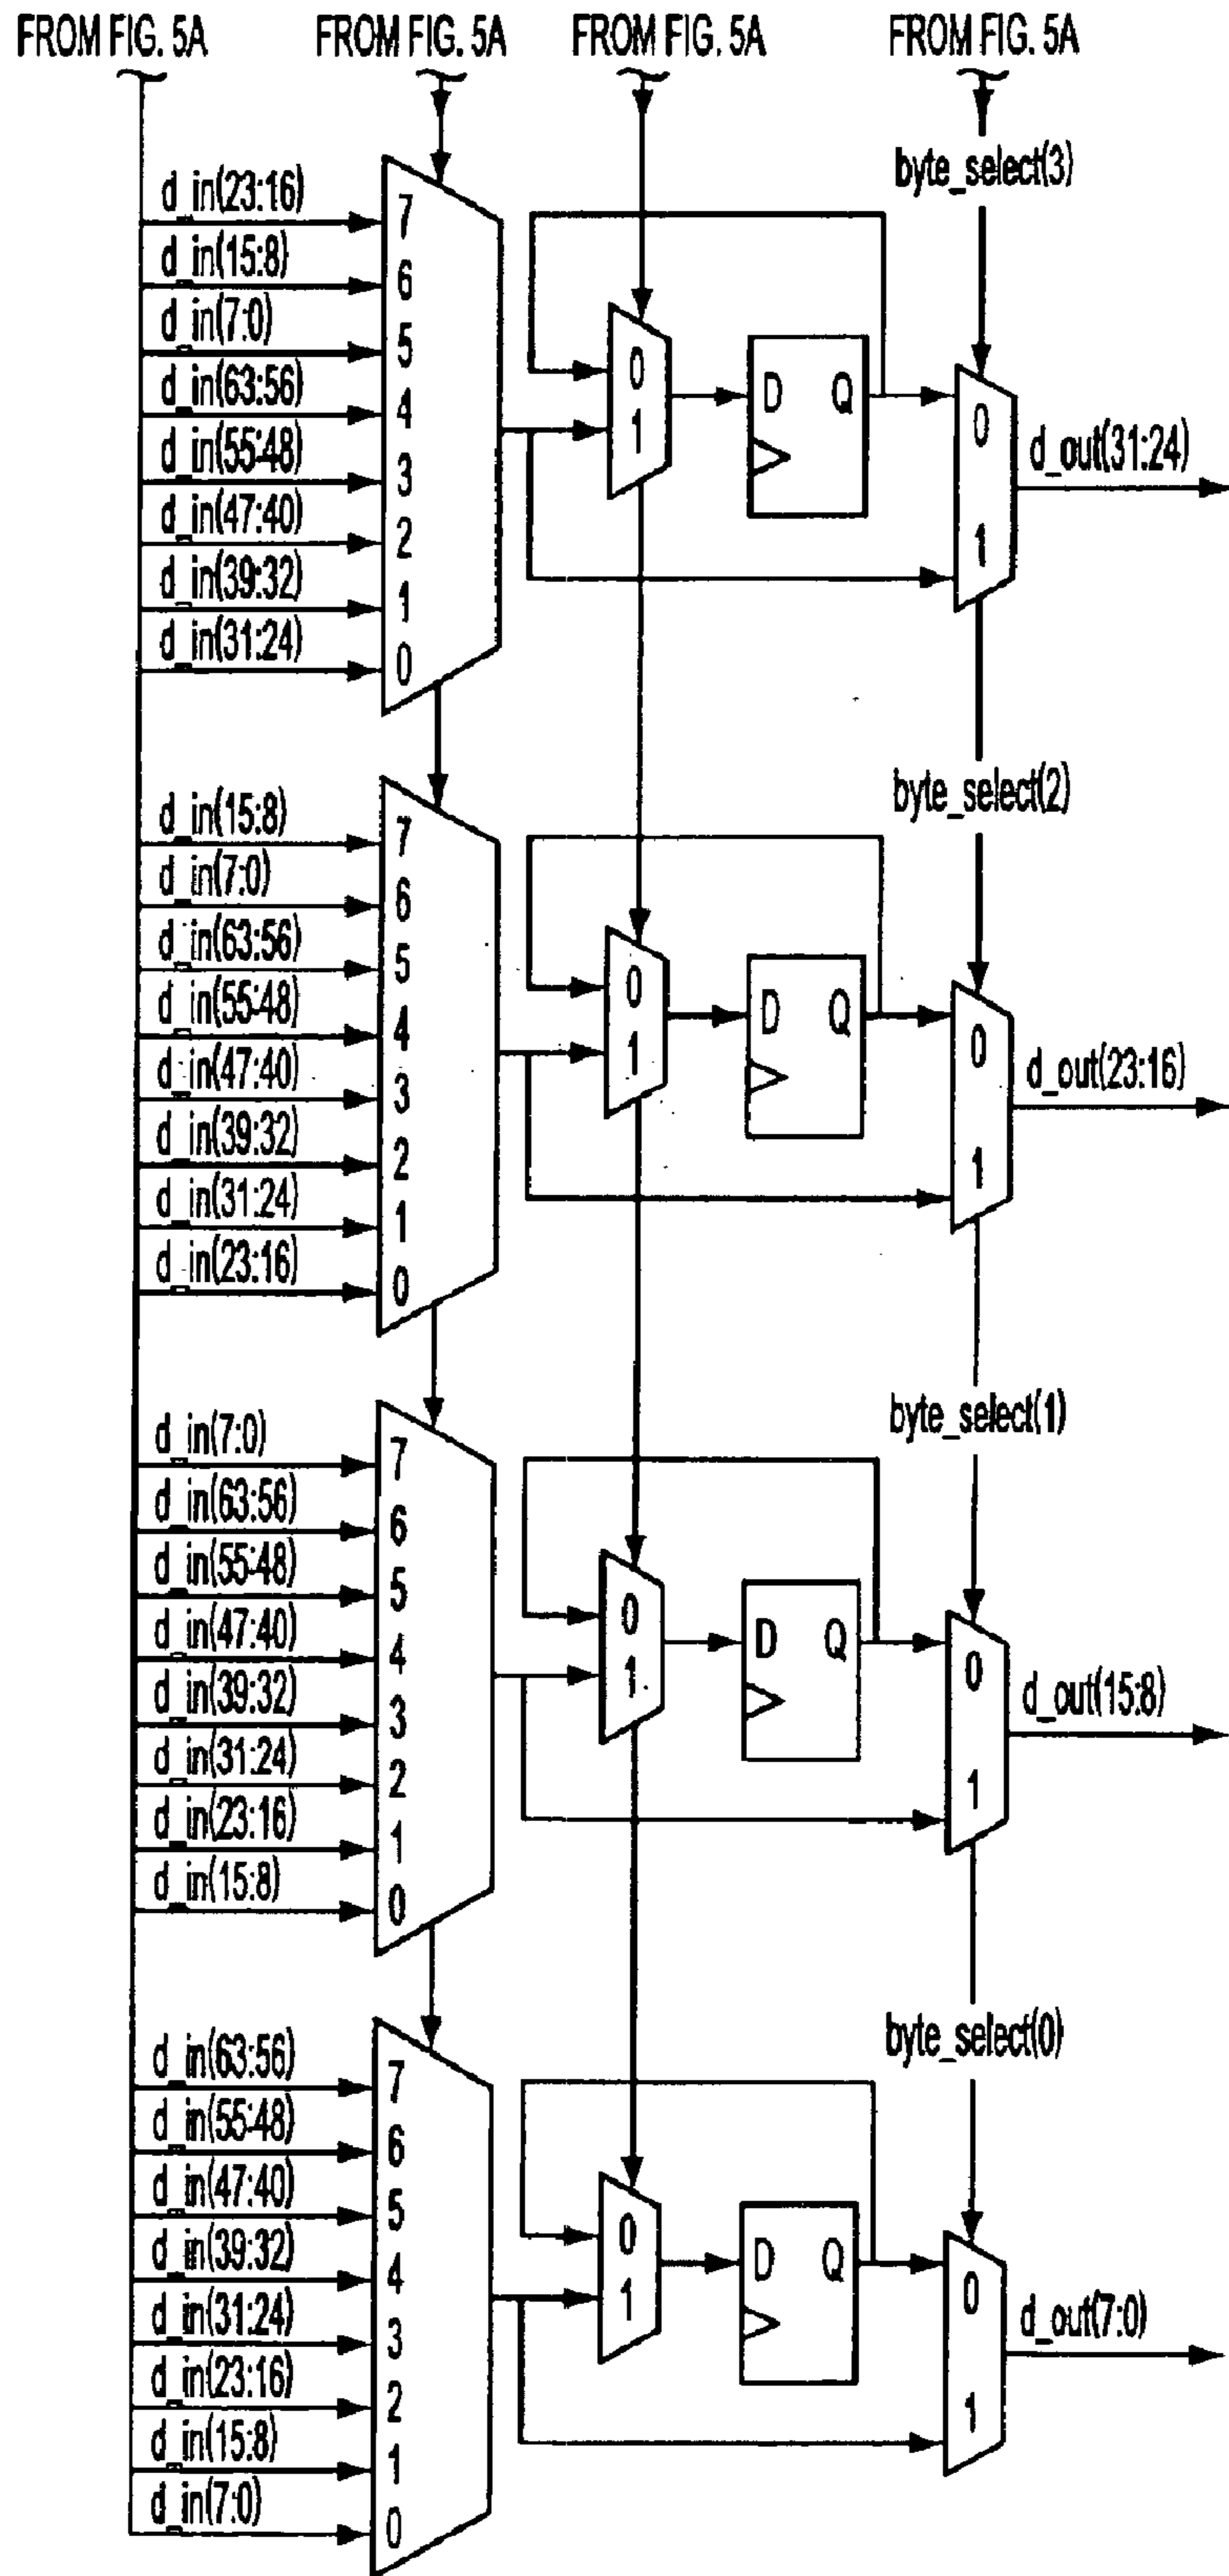 FROM FIG. 5A FROM FIG. 5A FROM FIG. 5A FROM FIG. 5A
byte_select(3)
d_in(23:16) 7
d_in(15:8) 6
d_in(7:0) 5
d_in(63:56) 4
d_in(55:48) 3
d_in(47:40) 2
d_in(39:32) 1
d_in(31:24) 0
0
1
D Q
0
1
d_out(31:24)
byte_select(2)
d_in(15:8) 7
d_in(7:0) 6
d_in(63:56) 5
d_in(55:48) 4
d_in(47:40) 3
d_in(39:32) 2
d_in(31:24) 1
d_in(23:16) 0
0
1
D Q
0
1
d_out(23:16)
byte_select(1)
d_in(7:0) 7
d_in(63:56) 6
d_in(55:48) 5
d_in(47:40) 4
d_in(39:32) 3
d_in(31:24) 2
d_in(23:16) 1
d_in(15:8) 0
0
1
D Q
0
1
d_out(15:8)
byte_select(0)
d_in(63:56) 7
d_in(55:48) 6
d_in(47:40) 5
d_in(39:32) 4
d_in(31:24) 3
d_in(23:16) 2
d_in(15:8) 1
d_in(7:0) 0
0
1
D Q
0
1
d_out(7:0)